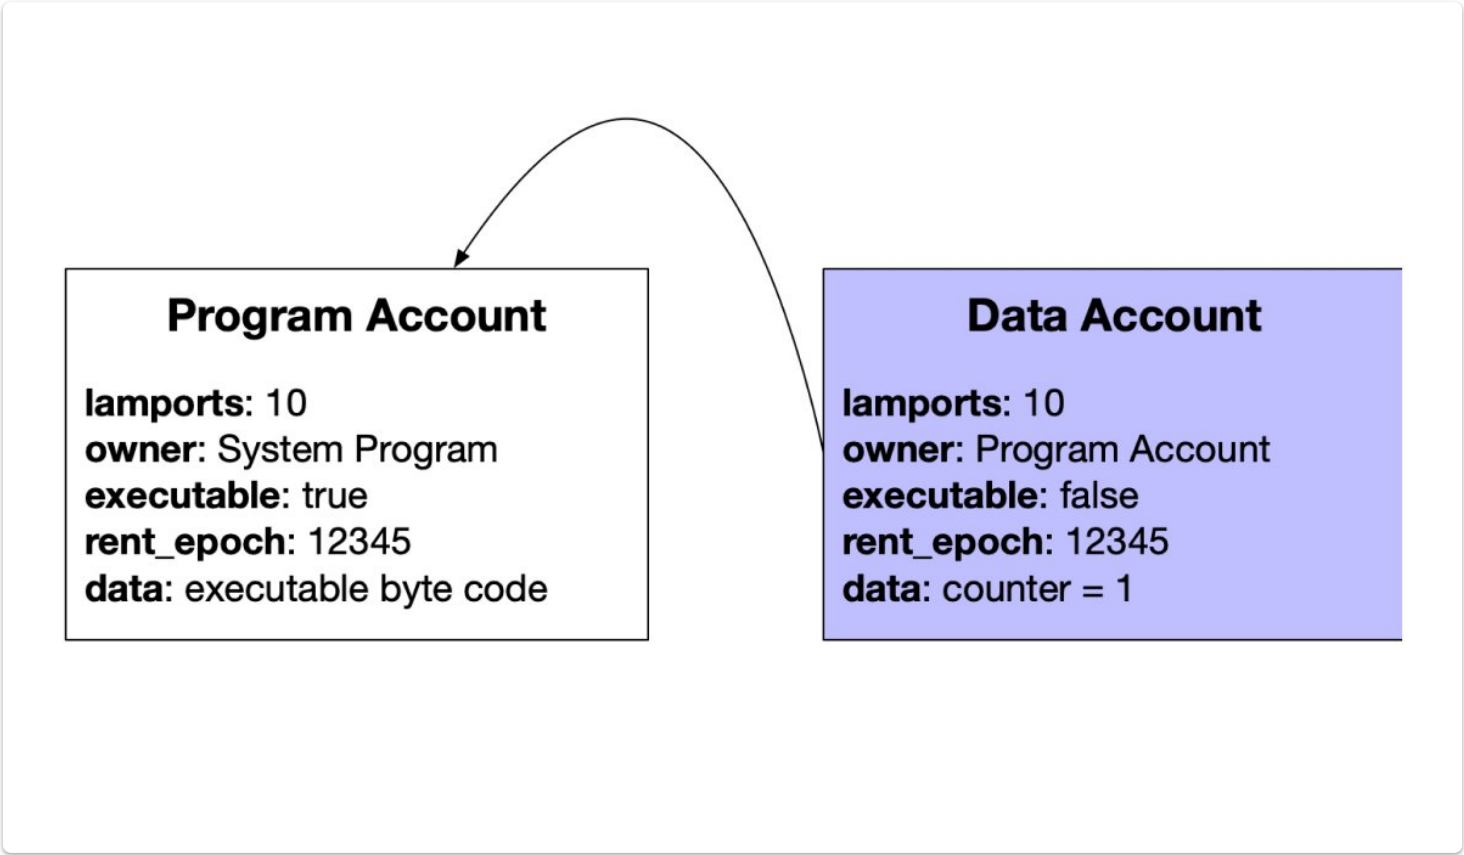 Program Account
lamports: 10
owner: System Program
executable: true
rent_epoch: 12345
data: executable byte code
Data Account
lamports: 10
owner: Program Account
executable: false
rent_epoch: 12345
data: counter = 1